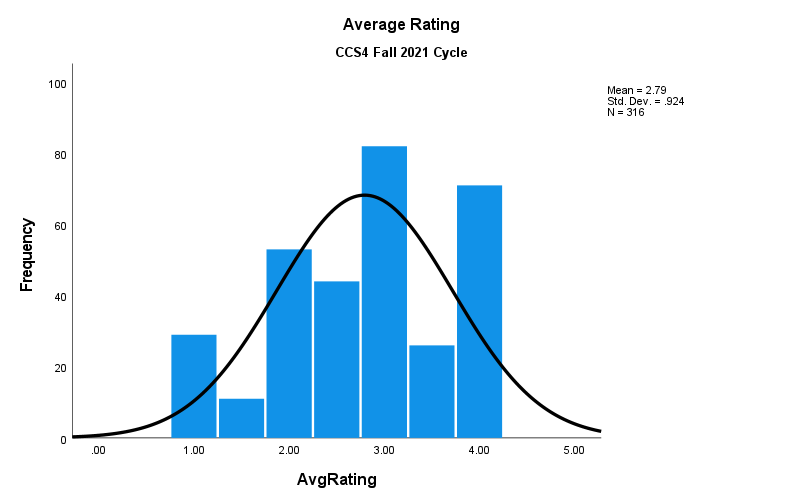 Average Rating
CCS4 Fall 2021 Cycle
Mean = 2.79
Std. Dev. = .924
N = 316
Frequency
100
80
60
40
20
0
.00 1.00 2.00 3.00 4.00 5.00
AvgRating